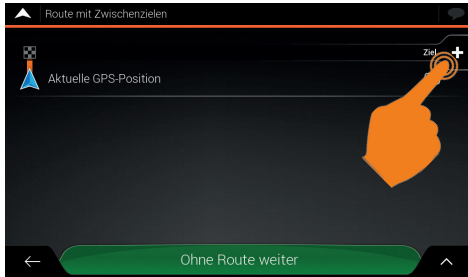 Route mit Zwischenzielen
Ziel
Aktuelle GPS-Position
Ohne Route weiter